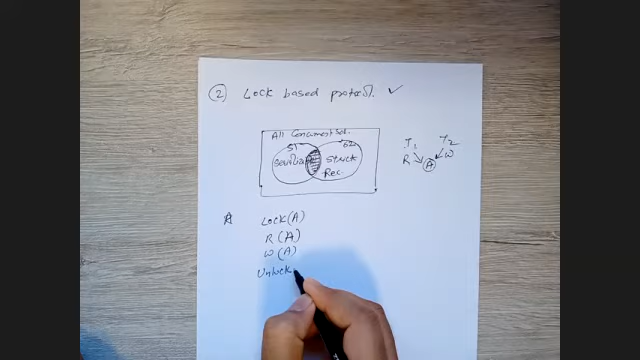 ② Lock based protocol. ✓
All Concurrent Sch.
S1 S2
Serializable Strict
Rec.
T1 T2
R A W
A Lock(A)
R(A)
W(A)
Unlock